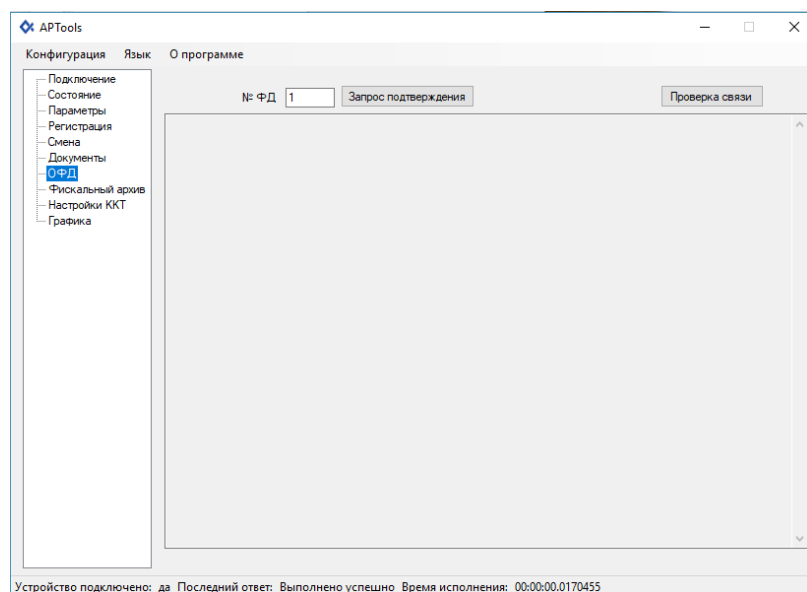 APTools
Конфигурация Язык О программе
Подключение
Состояние
Параметры
Регистрация
Смена
Документы
ОФД
Фискальный архив
Настройки ККТ
Графика
№ ФД 1 Запрос подтверждения Проверка связи
Устройство подключено: да Последний ответ: Выполнено успешно Время исполнения: 00:00:00.0170455